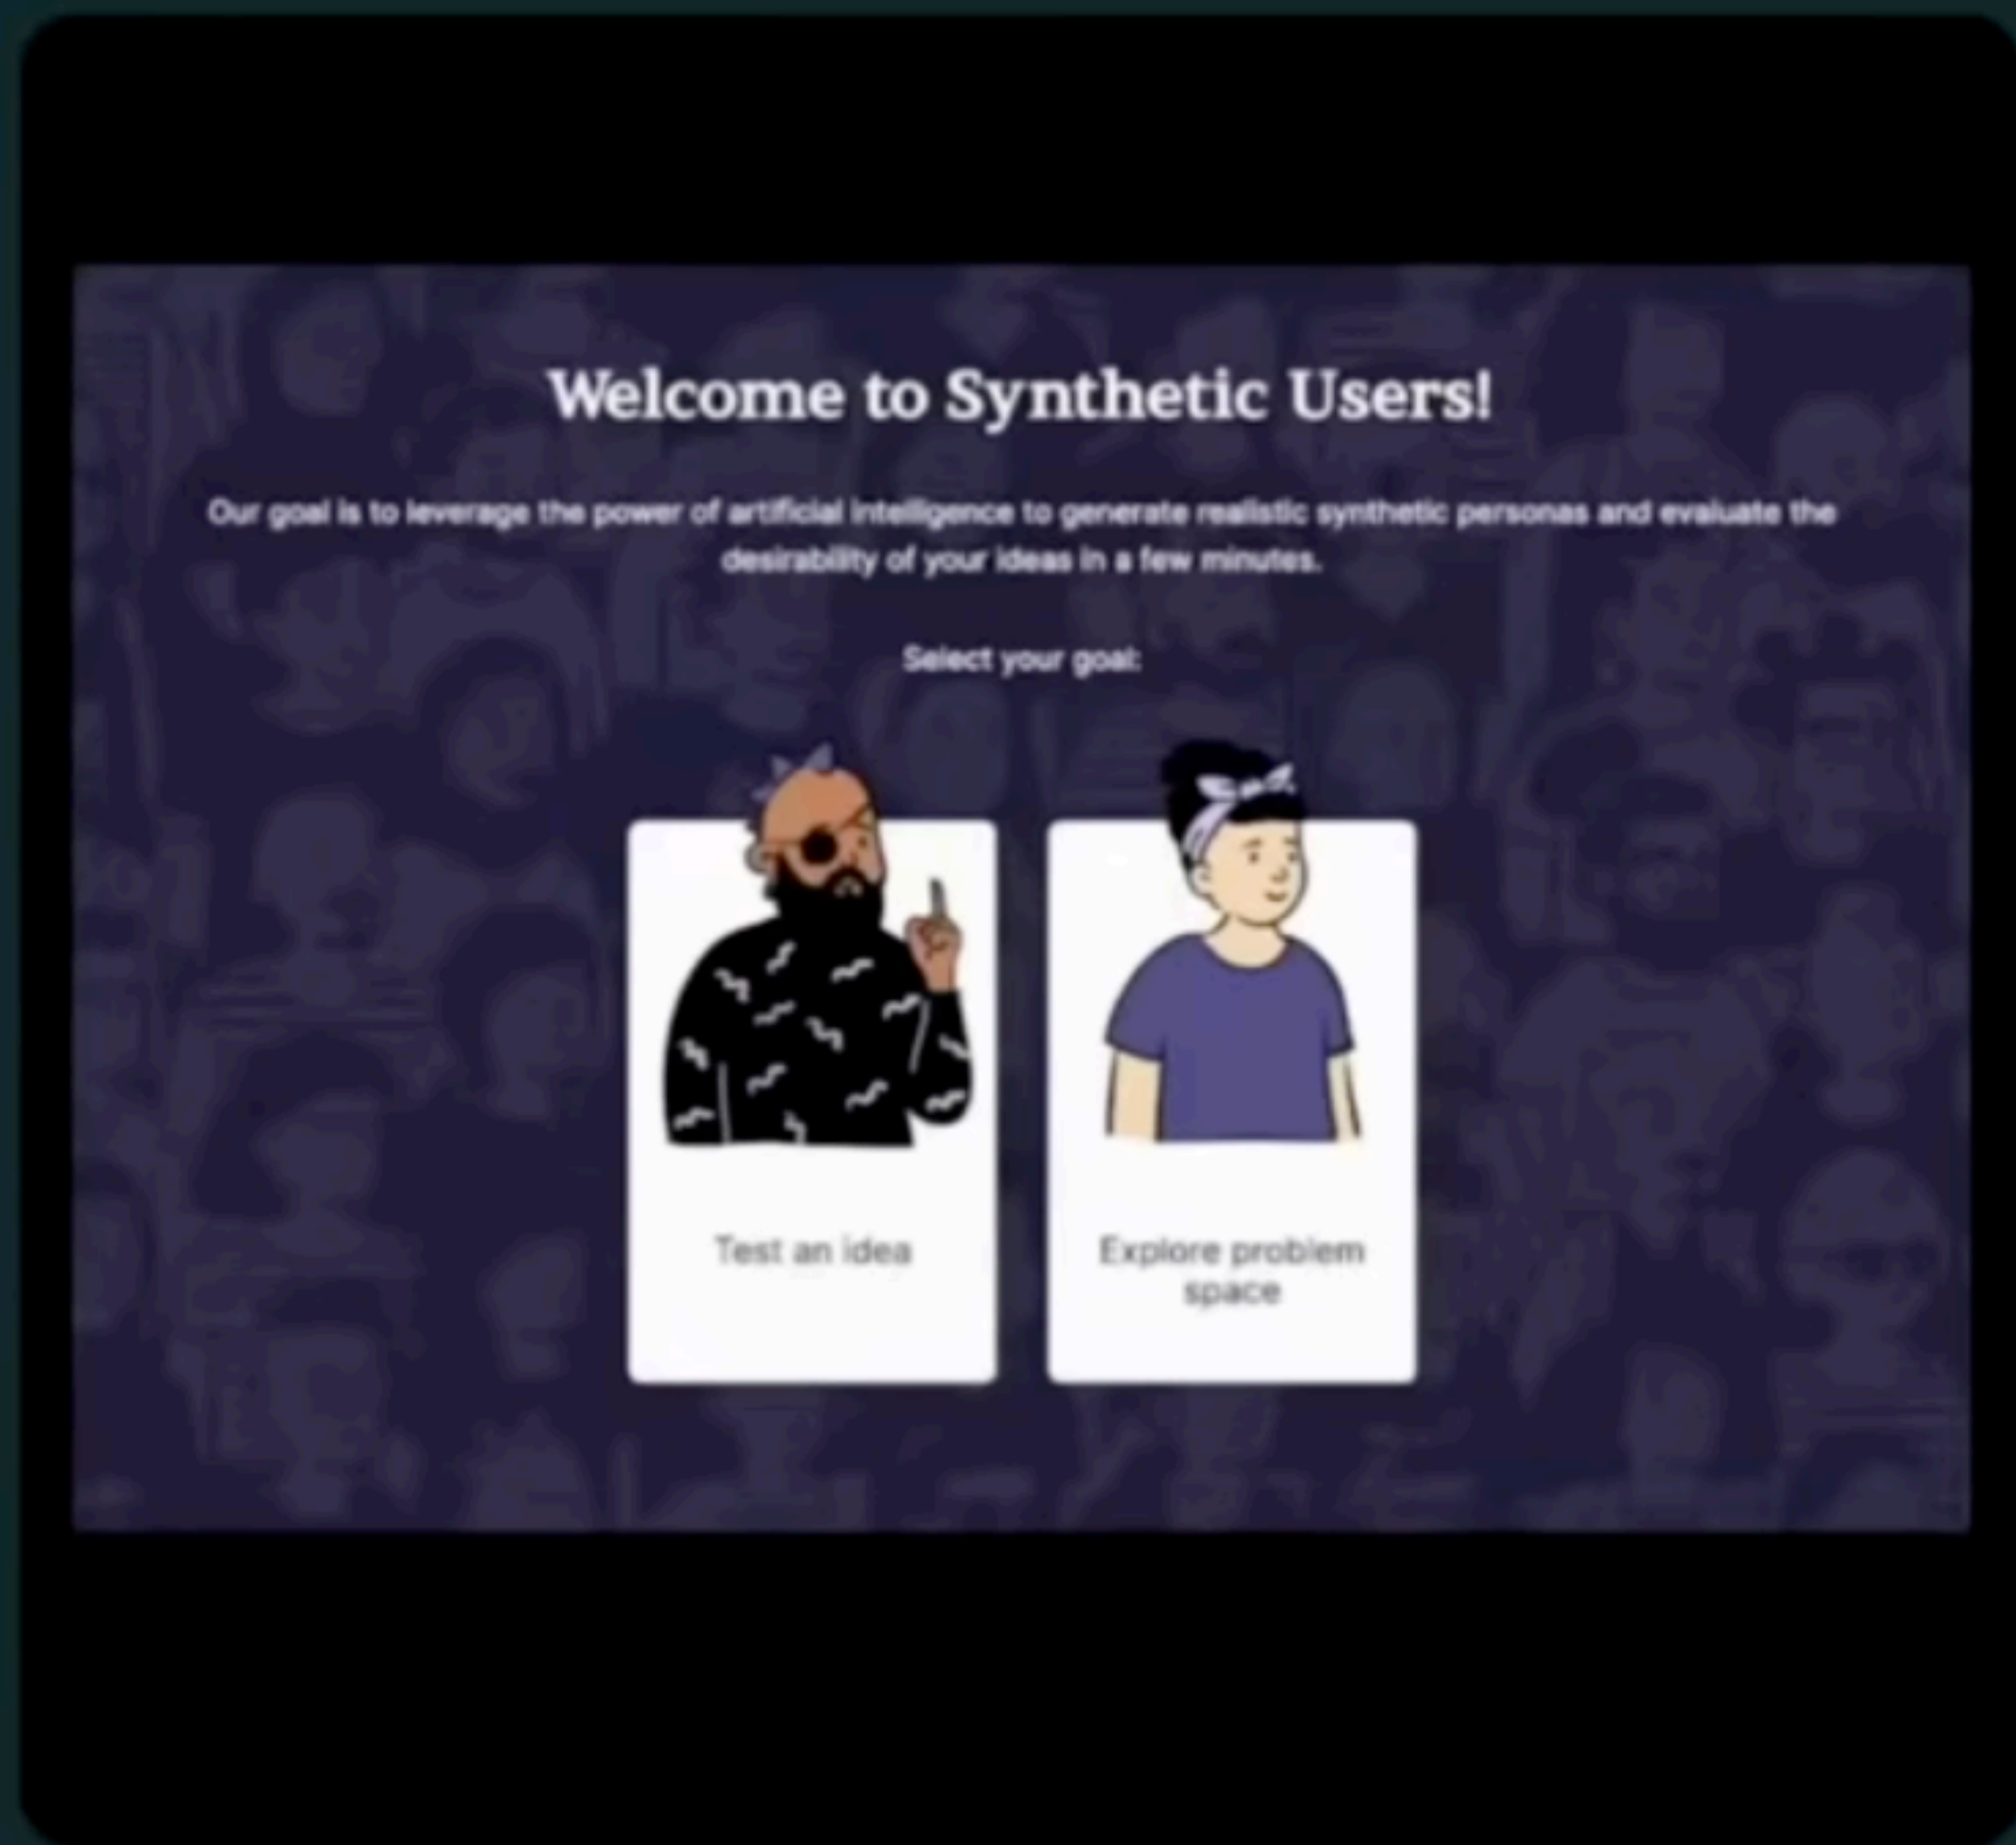 Welcome to Synthetic Users!
Our goal is to leverage the power of artificial intelligence to generate realistic synthetic personas and evaluate the
desirability of your ideas in a few minutes.
Select your goal:
Test an idea
Explore problem
space